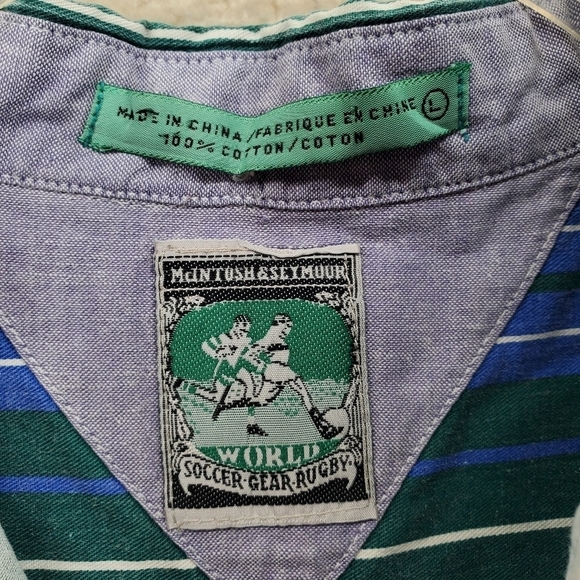 MADE IN CHINA/FABRIQUE EN CHINE L
100% COTTON/COTON
MCINTOSH&SEYMOUR
WORLD
SOCCER·GEAR·RUGBY·